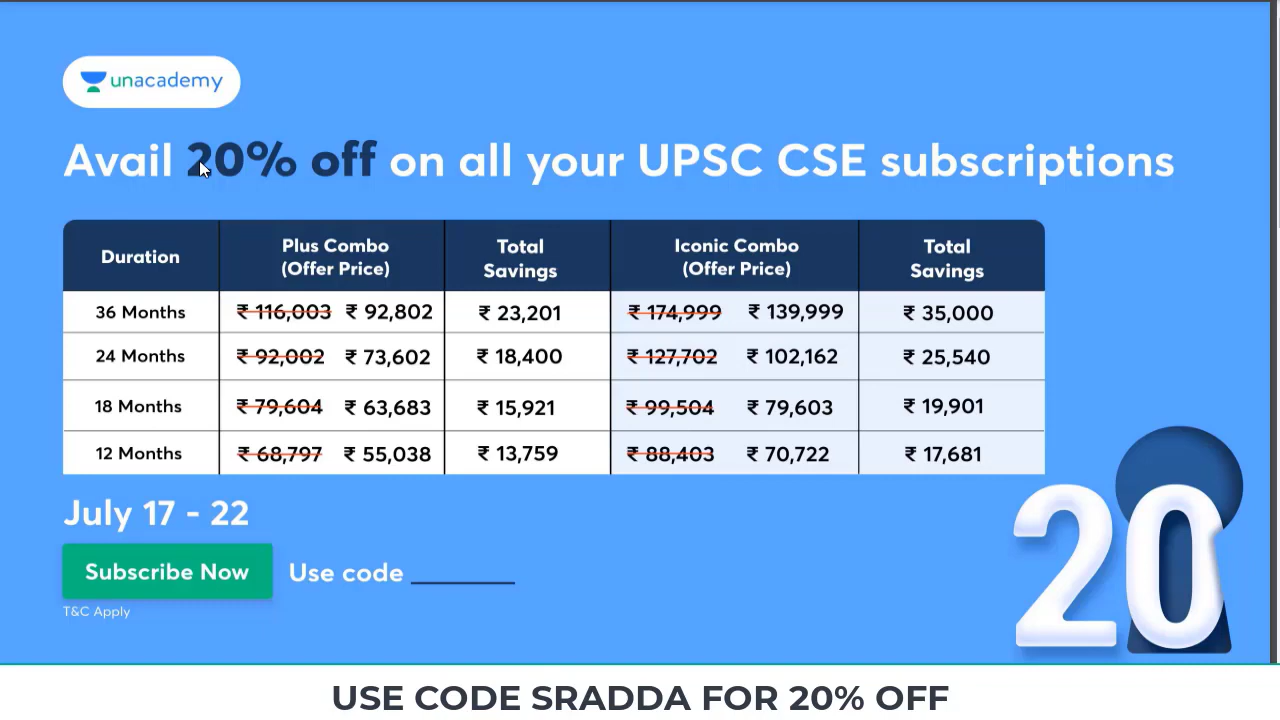 unacademy
Avail 20% off on all your UPSC CSE subscriptions
Duration Plus Combo (Offer Price) Total Savings Iconic Combo (Offer Price) Total Savings
36 Months ₹ 116,003 ₹ 92,802 ₹ 23,201 ₹ 174,999 ₹ 139,999 ₹ 35,000
24 Months ₹ 92,002 ₹ 73,602 ₹ 18,400 ₹ 127,702 ₹ 102,162 ₹ 25,540
18 Months ₹ 79,604 ₹ 63,683 ₹ 15,921 ₹ 99,504 ₹ 79,603 ₹ 19,901
12 Months ₹ 68,797 ₹ 55,038 ₹ 13,759 ₹ 88,403 ₹ 70,722 ₹ 17,681
July 17 - 22
Subscribe Now Use code ________
T&C Apply
20
USE CODE SRADDA FOR 20% OFF